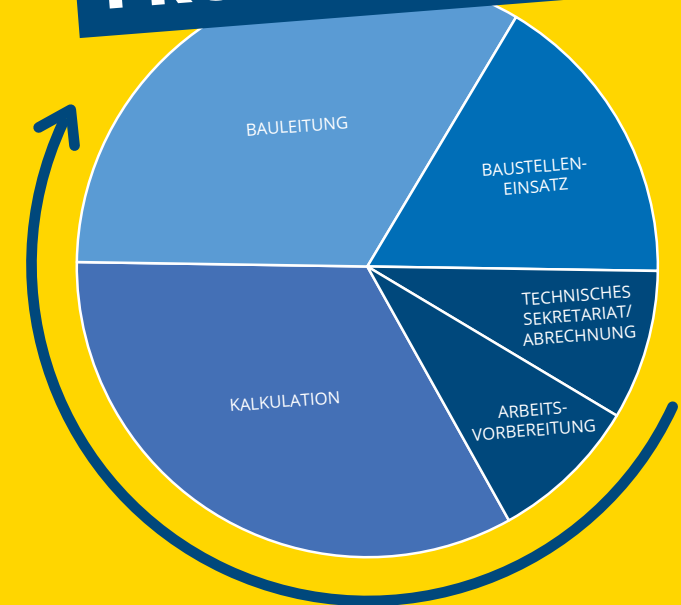 BAULEITUNG
BAUSTELLEN-
EINSATZ
TECHNISCHES
SEKRETARIAT/
ABRECHNUNG
ARBEITS-
VORBEREITUNG
KALKULATION